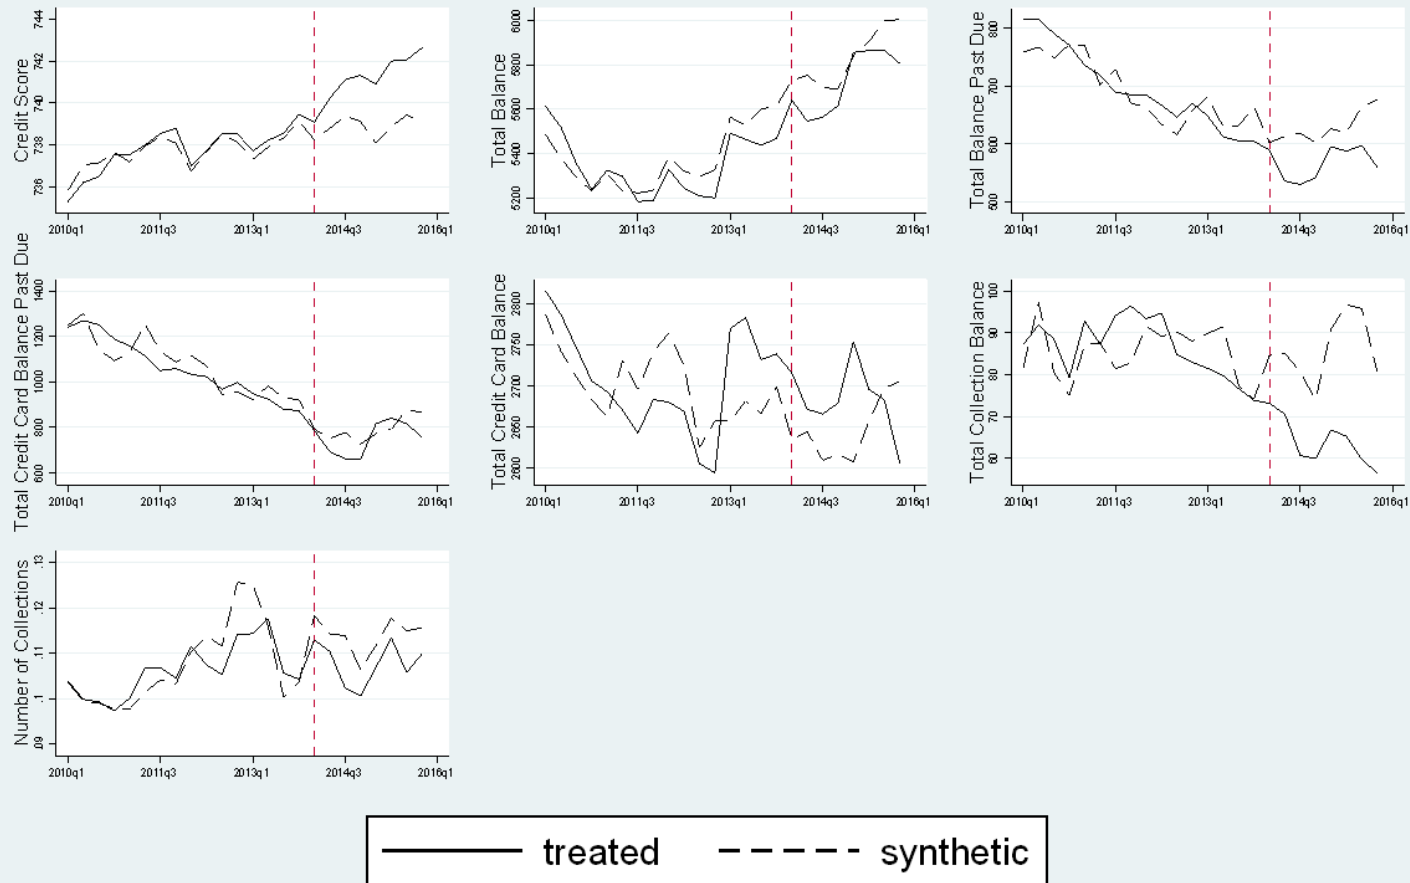 Credit Score
744
742
740
738
736
2010q1 2011q3 2013q1 2014q3 2016q1
Total Balance
6000
5800
5600
5400
5200
2010q1 2011q3 2013q1 2014q3 2016q1
Total Balance Past Due
800
700
600
500
2010q1 2011q3 2013q1 2014q3 2016q1
Total Credit Card Balance Past Due
1400
1200
1000
800
600
2010q1 2011q3 2013q1 2014q3 2016q1
Total Credit Card Balance
2800
2750
2700
2650
2600
2010q1 2011q3 2013q1 2014q3 2016q1
Total Collection Balance
100
90
80
70
60
2010q1 2011q3 2013q1 2014q3 2016q1
Number of Collections
.13
.12
.11
.1
.09
2010q1 2011q3 2013q1 2014q3 2016q1
treated synthetic